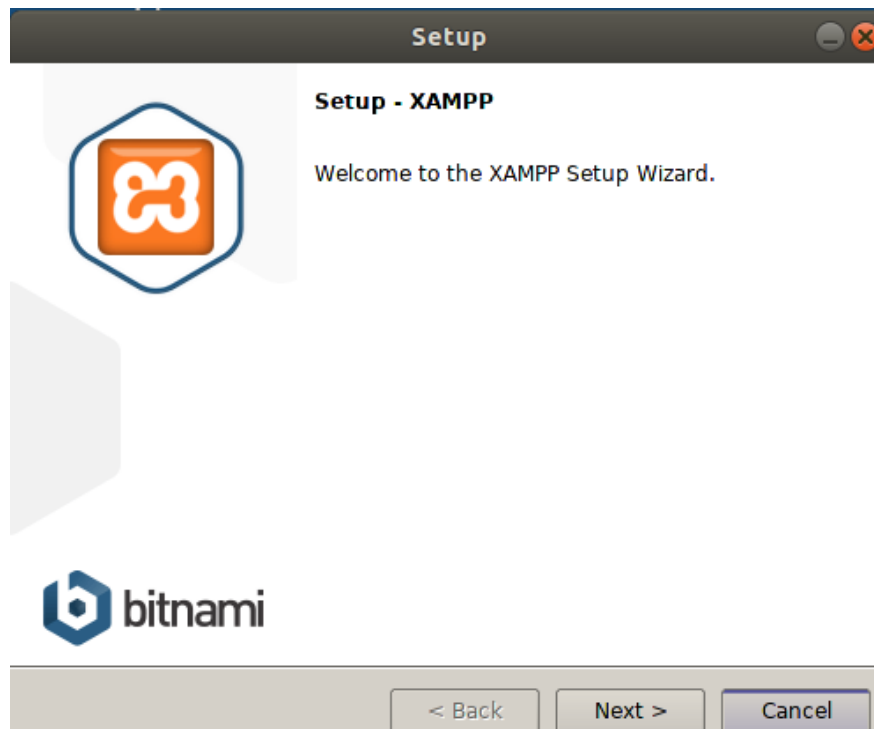 Setup
Setup - XAMPP
Welcome to the XAMPP Setup Wizard.
bitnami
< Back
Next >
Cancel